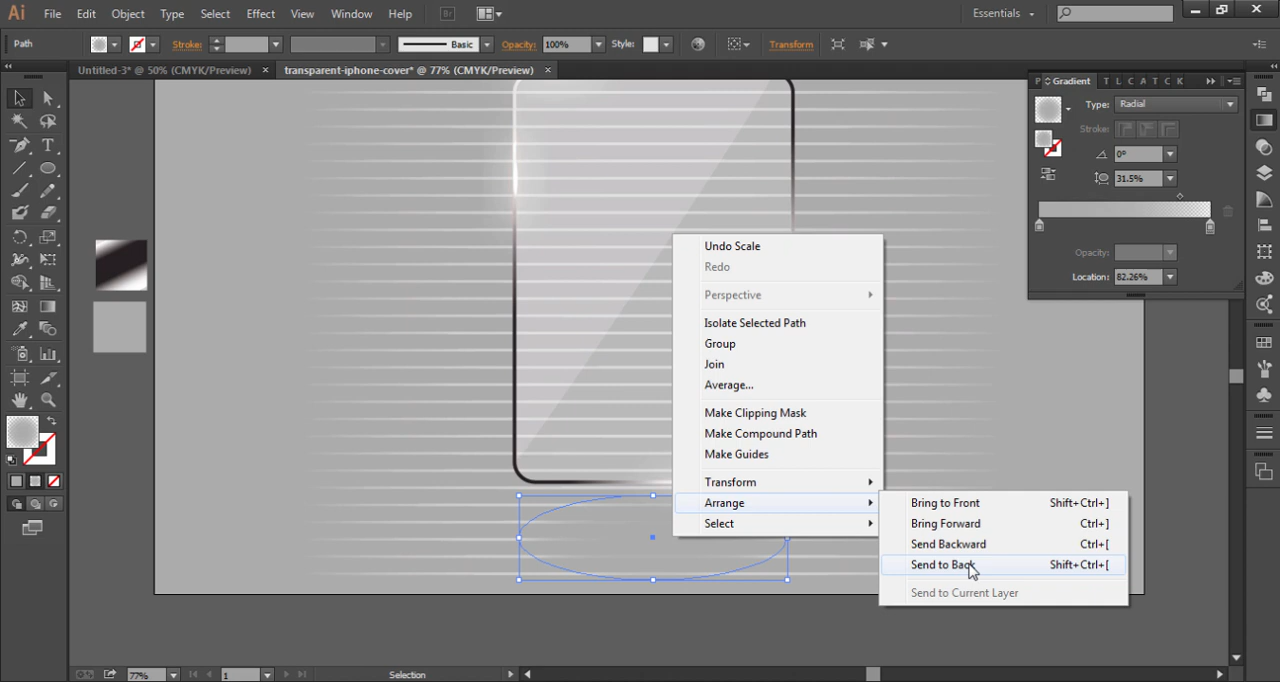 Ai File Edit Object Type Select Effect View Window Help Br Essentials
Path Stroke: Basic Opacity: 100% Style: Transform
Untitled-3* @ 50% (CMYK/Preview) × transparent-iphone-cover* @ 77% (CMYK/Preview) ×
P Gradient T L C A T C K
Type: Radial
Stroke:
0°
31.5%
Opacity:
Location: 82.26%
Undo Scale
Redo
Perspective
Isolate Selected Path
Group
Join
Average...
Make Clipping Mask
Make Compound Path
Make Guides
Transform
Arrange
Select
Bring to Front Shift+Ctrl+]
Bring Forward Ctrl+]
Send Backward Ctrl+[
Send to Back Shift+Ctrl+[
Send to Current Layer
77% 1 Selection